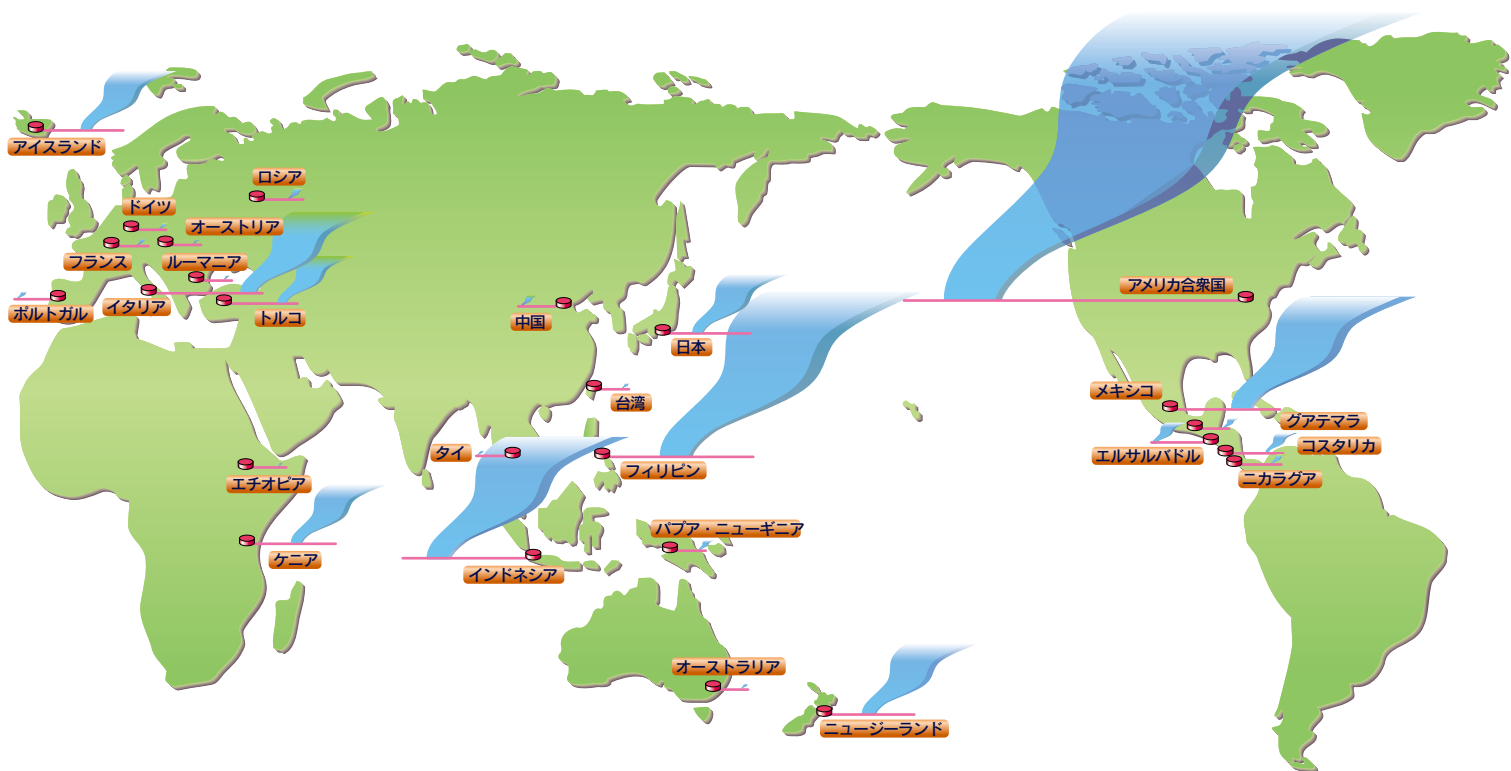 アイスランド
ロシア
ドイツ
オーストリア
フランス
ルーマニア
ポルトガル
イタリア
トルコ
中国
日本
台湾
タイ
フィリピン
エチオピア
ケニア
インドネシア
パプア・ニューギニア
オーストラリア
ニュージーランド
アメリカ合衆国
メキシコ
グアテマラ
エルサルバドル
コスタリカ
ニカラグア